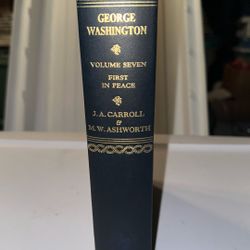 GEORGE
WASHINGTON
VOLUME SEVEN
FIRST
IN PEACE
J.A. CARROLL
&
M.W. ASHWORTH